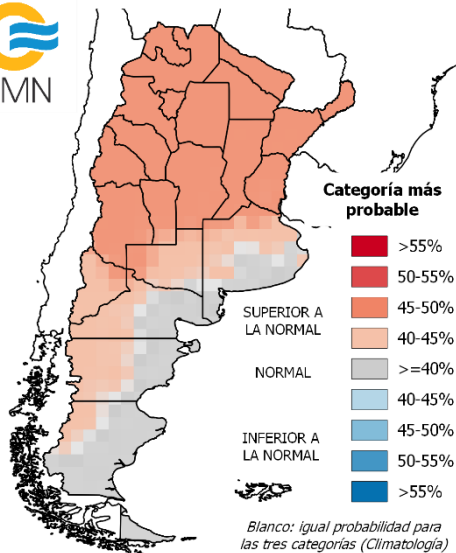 SMN
Categoría más
probable
>55%
50-55%
45-50%
SUPERIOR A
LA NORMAL
40-45%
NORMAL
>=40%
40-45%
INFERIOR A
LA NORMAL
45-50%
50-55%
>55%
Blanco: igual probabilidad para
las tres categorías (Climatología)